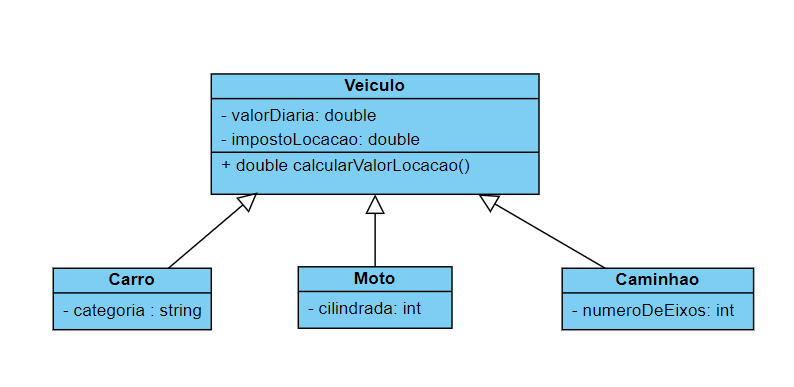 Veiculo
- valorDiaria: double
- impostoLocacao: double
+ double calcularValorLocacao()
Carro
- categoria : string
Moto
- cilindrada: int
Caminhao
- numeroDeEixos: int